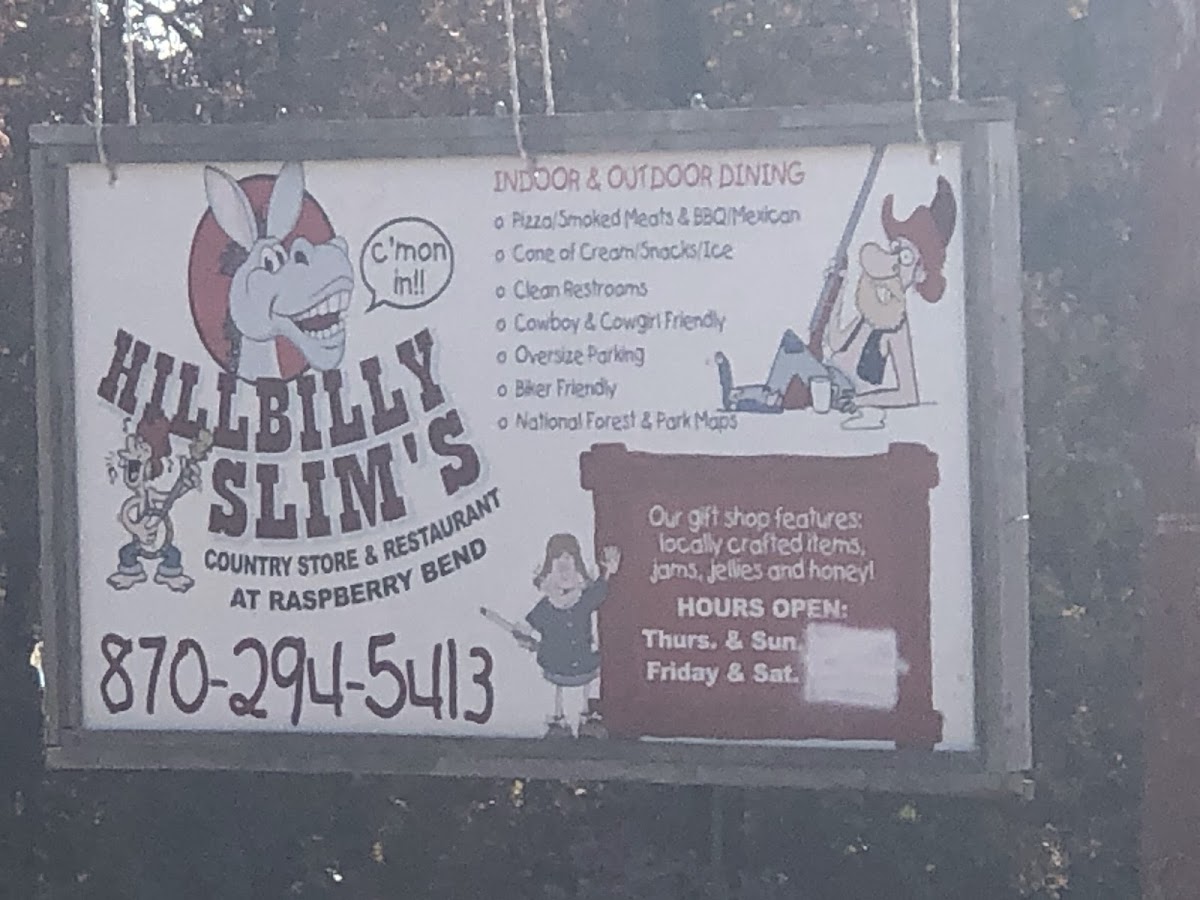 c'mon
in!!
HILLBILLY
SLIM'S
COUNTRY STORE & RESTAURANT
AT RASPBERRY BEND
870-294-5413
INDOOR & OUTDOOR DINING
o Pizza/Smoked Meats & BBQ/Mexican
o Cone of Cream/Snacks/Ice
o Clean Restrooms
o Cowboy & Cowgirl Friendly
o Oversize Parking
o Biker Friendly
o National Forest & Park Maps
Our gift shop features:
locally crafted items,
jams, jellies and honey!
HOURS OPEN:
Thurs. & Sun.
Friday & Sat.